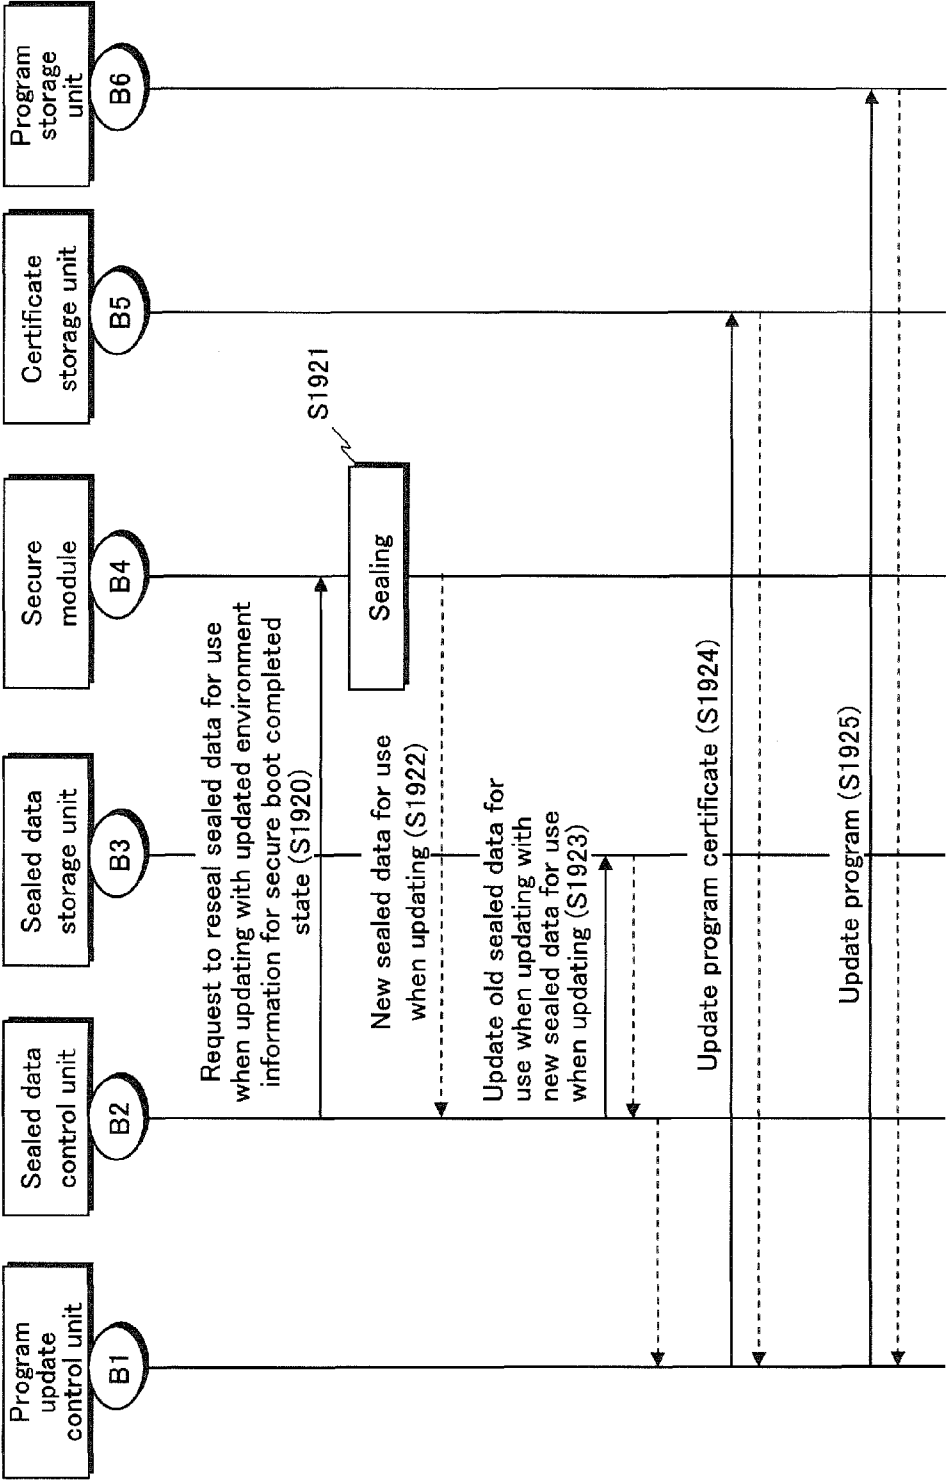 Program
update
control unit
B1
Sealed data
control unit
B2
Sealed data
storage unit
B3
Secure
module
B4
Certificate
storage unit
B5
Program
storage
unit
B6
Request to reseal sealed data for use
when updating with updated environment
information for secure boot completed
state (S1920)
S1921
Sealing
New sealed data for use
when updating (S1922)
Update old sealed data for
use when updating with
new sealed data for use
when updating (S1923)
Update program certificate (S1924)
Update program (S1925)